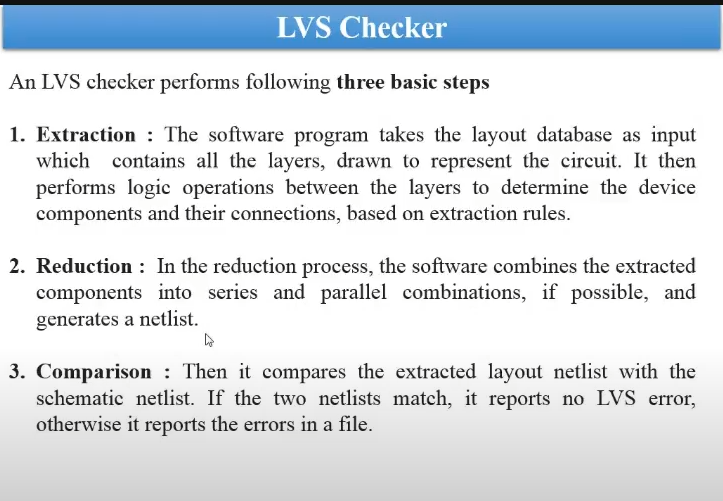 LVS Checker
An LVS checker performs following three basic steps
1. Extraction : The software program takes the layout database as input
which contains all the layers, drawn to represent the circuit. It then
performs logic operations between the layers to determine the device
components and their connections, based on extraction rules.
2. Reduction : In the reduction process, the software combines the extracted
components into series and parallel combinations, if possible, and
generates a netlist.
3. Comparison : Then it compares the extracted layout netlist with the
schematic netlist. If the two netlists match, it reports no LVS error,
otherwise it reports the errors in a file.